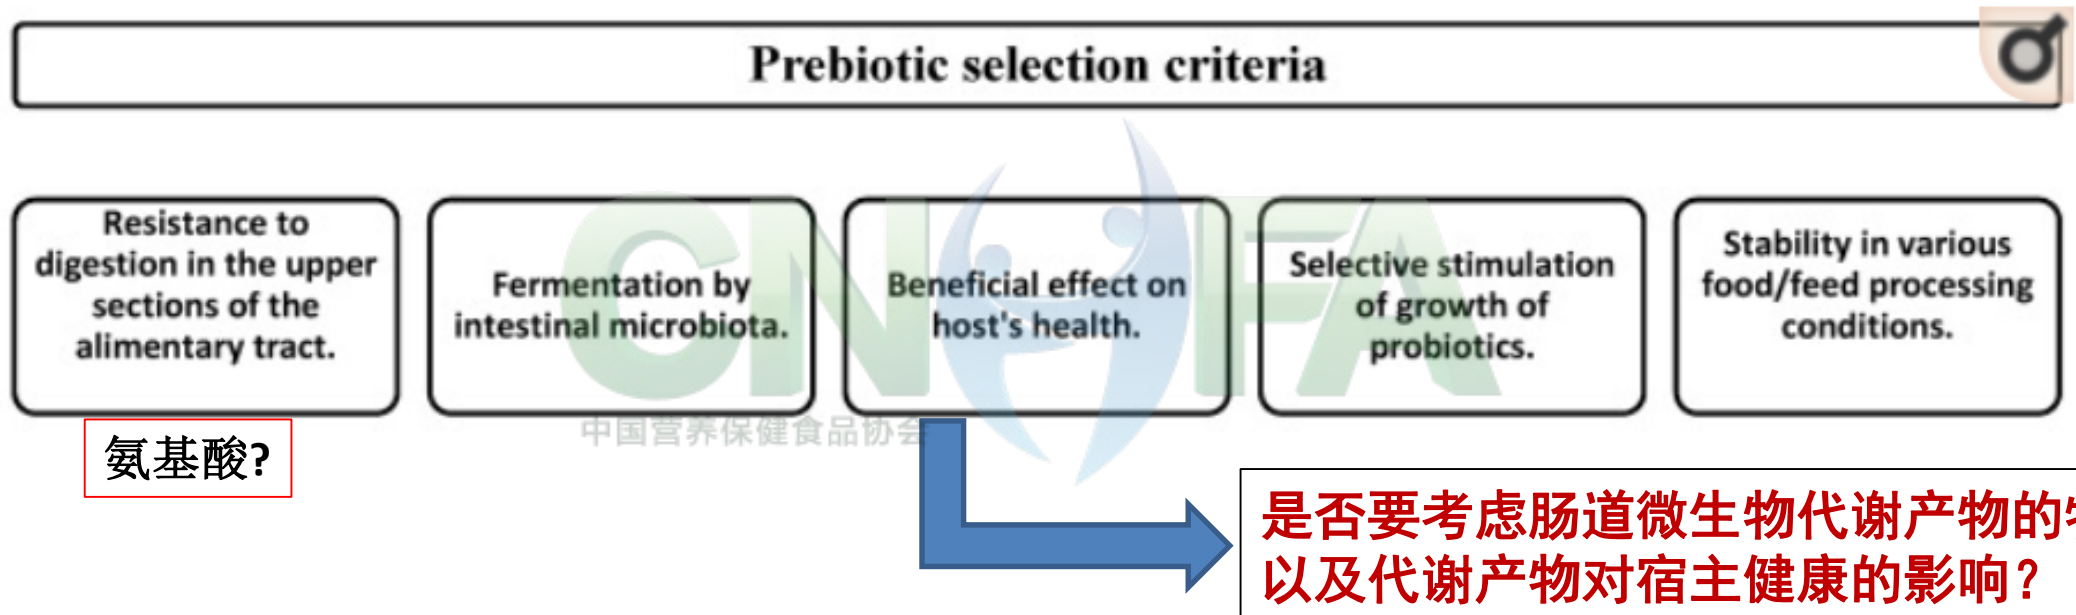 Prebiotic selection criteria
Resistance to
digestion in the upper
sections of the
alimentary tract.
Fermentation by
intestinal microbiota.
Beneficial effect on
host's health.
Selective stimulation
of growth of
probiotics.
Stability in various
food/feed processing
conditions.
CNHFA
中国营养保健食品协会
氨基酸?
是否要考虑肠道微生物代谢产物的
以及代谢产物对宿主健康的影响？